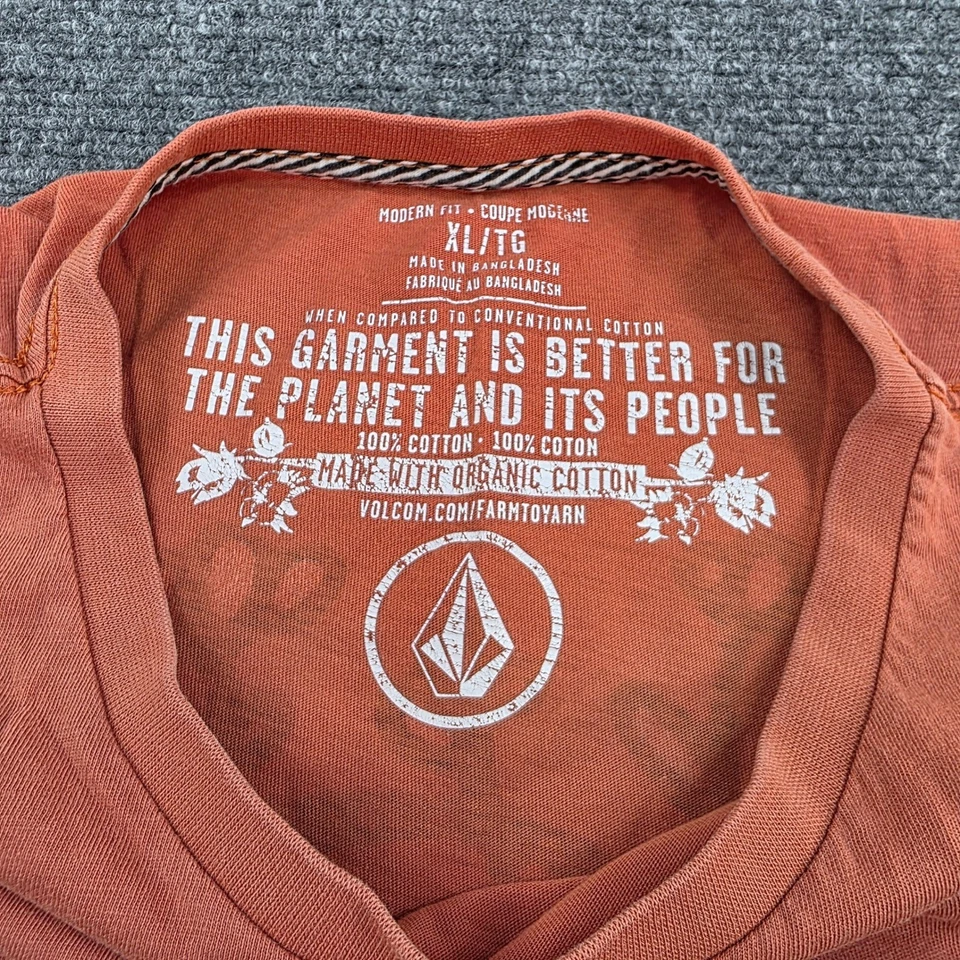 MODERN FIT • COUPE MODERNE
XL/TG
MADE IN BANGLADESH
FABRIQUÉ AU BANGLADESH
WHEN COMPARED TO CONVENTIONAL COTTON
THIS GARMENT IS BETTER FOR
THE PLANET AND ITS PEOPLE
100% COTTON • 100% COTON
MADE WITH ORGANIC COTTON
VOLCOM.COM/FARMTOYARN